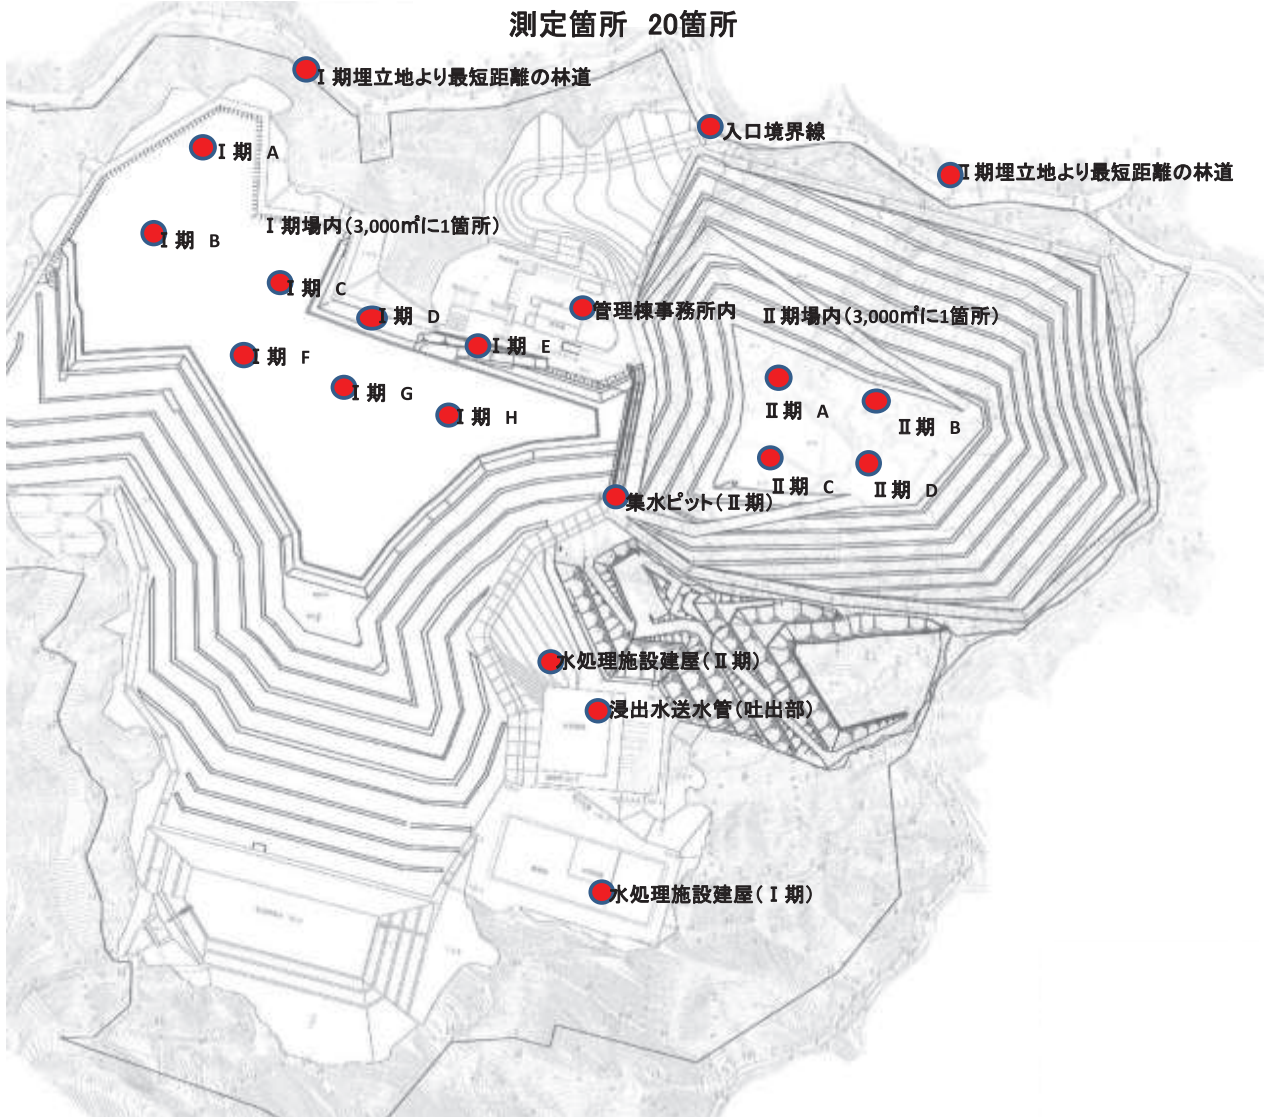 測定箇所 20箇所
Ⅰ期埋立地より最短距離の林道
入口境界線
Ⅰ期 A
Ⅱ期埋立地より最短距離の林道
Ⅰ期場内(3,000㎡に1箇所)
Ⅰ期 B
Ⅰ期 C
Ⅰ期 D
管理棟事務所内
Ⅱ期場内(3,000㎡に1箇所)
Ⅰ期 E
Ⅰ期 F
Ⅰ期 G
Ⅰ期 H
Ⅱ期 A
Ⅱ期 B
Ⅱ期 C
Ⅱ期 D
集水ピット(Ⅱ期)
水処理施設建屋(Ⅱ期)
浸出水送水管(吐出部)
水処理施設建屋(Ⅰ期)